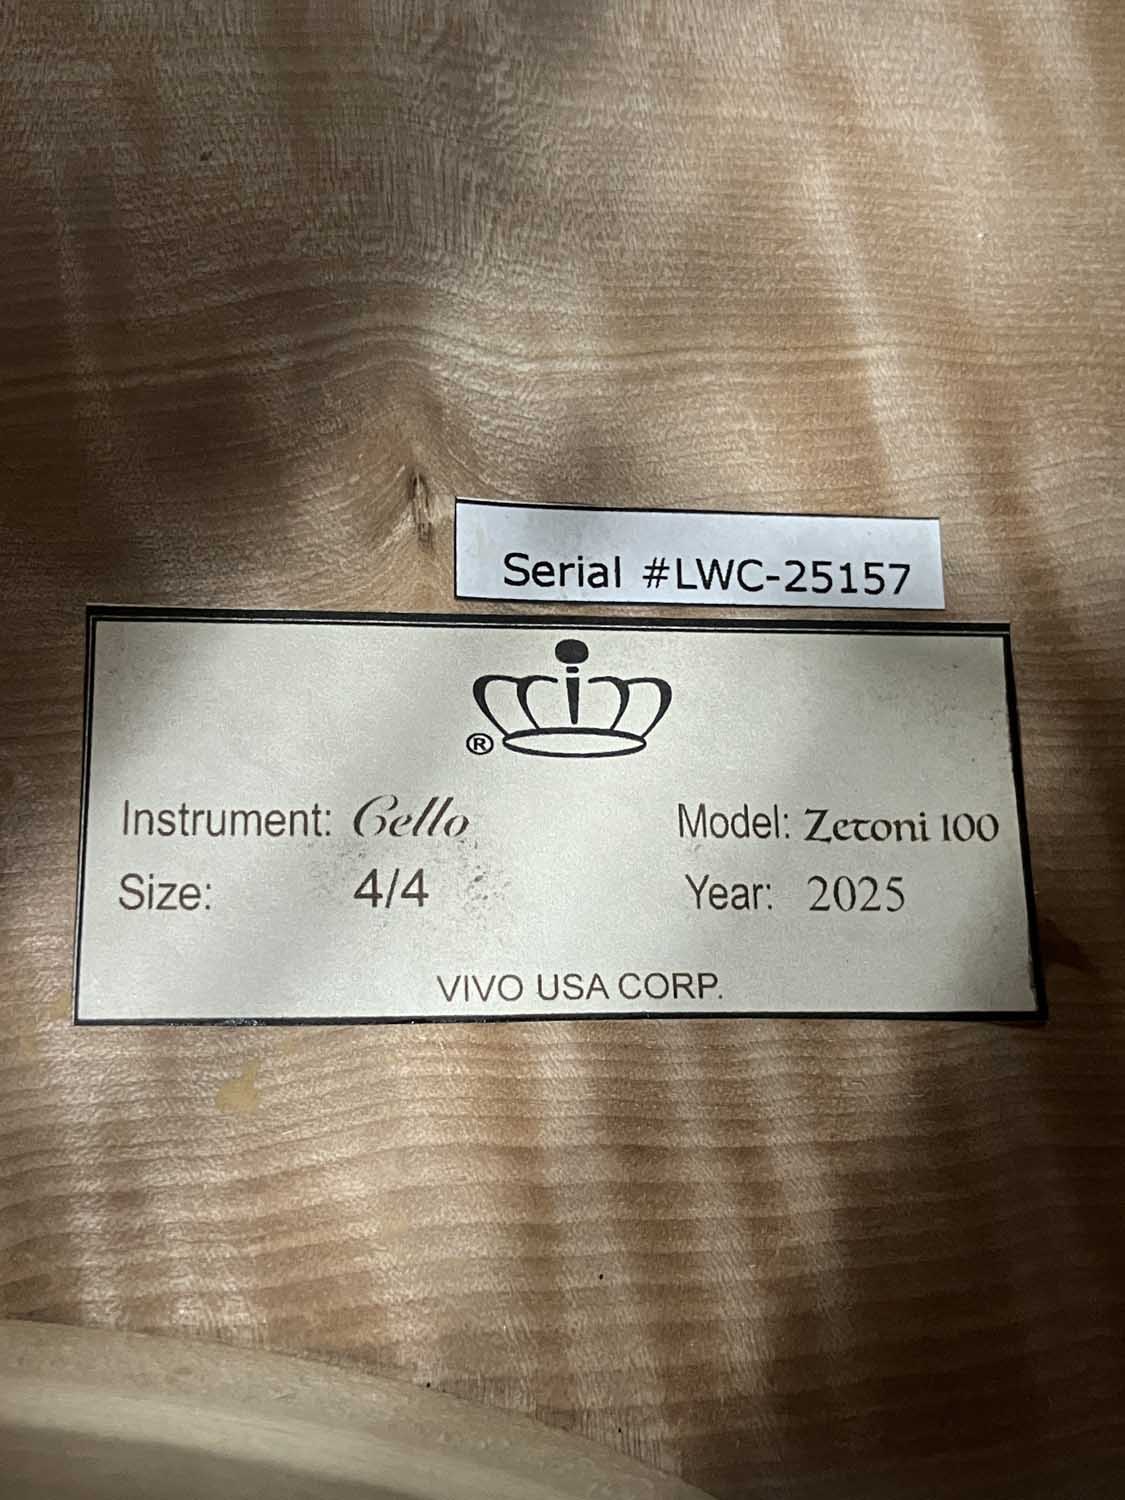 Serial #LWC-25157
®
Instrument: Cello Model: Zetoni 100
Size: 4/4 Year: 2025
VIVO USA CORP.